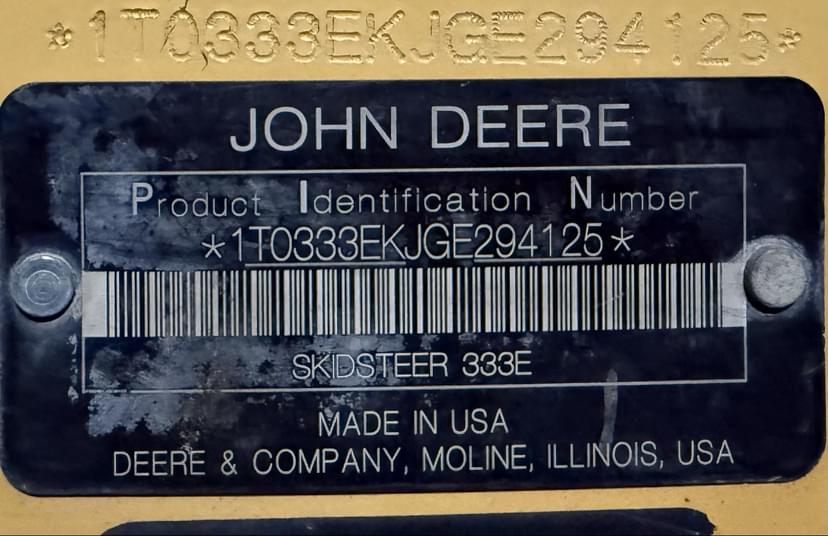 *1T0333EKJGE294125*
JOHN DEERE
Product Identification Number
*1T0333EKJGE294125*
SKIDSTEER 333E
MADE IN USA
DEERE & COMPANY, MOLINE, ILLINOIS, USA